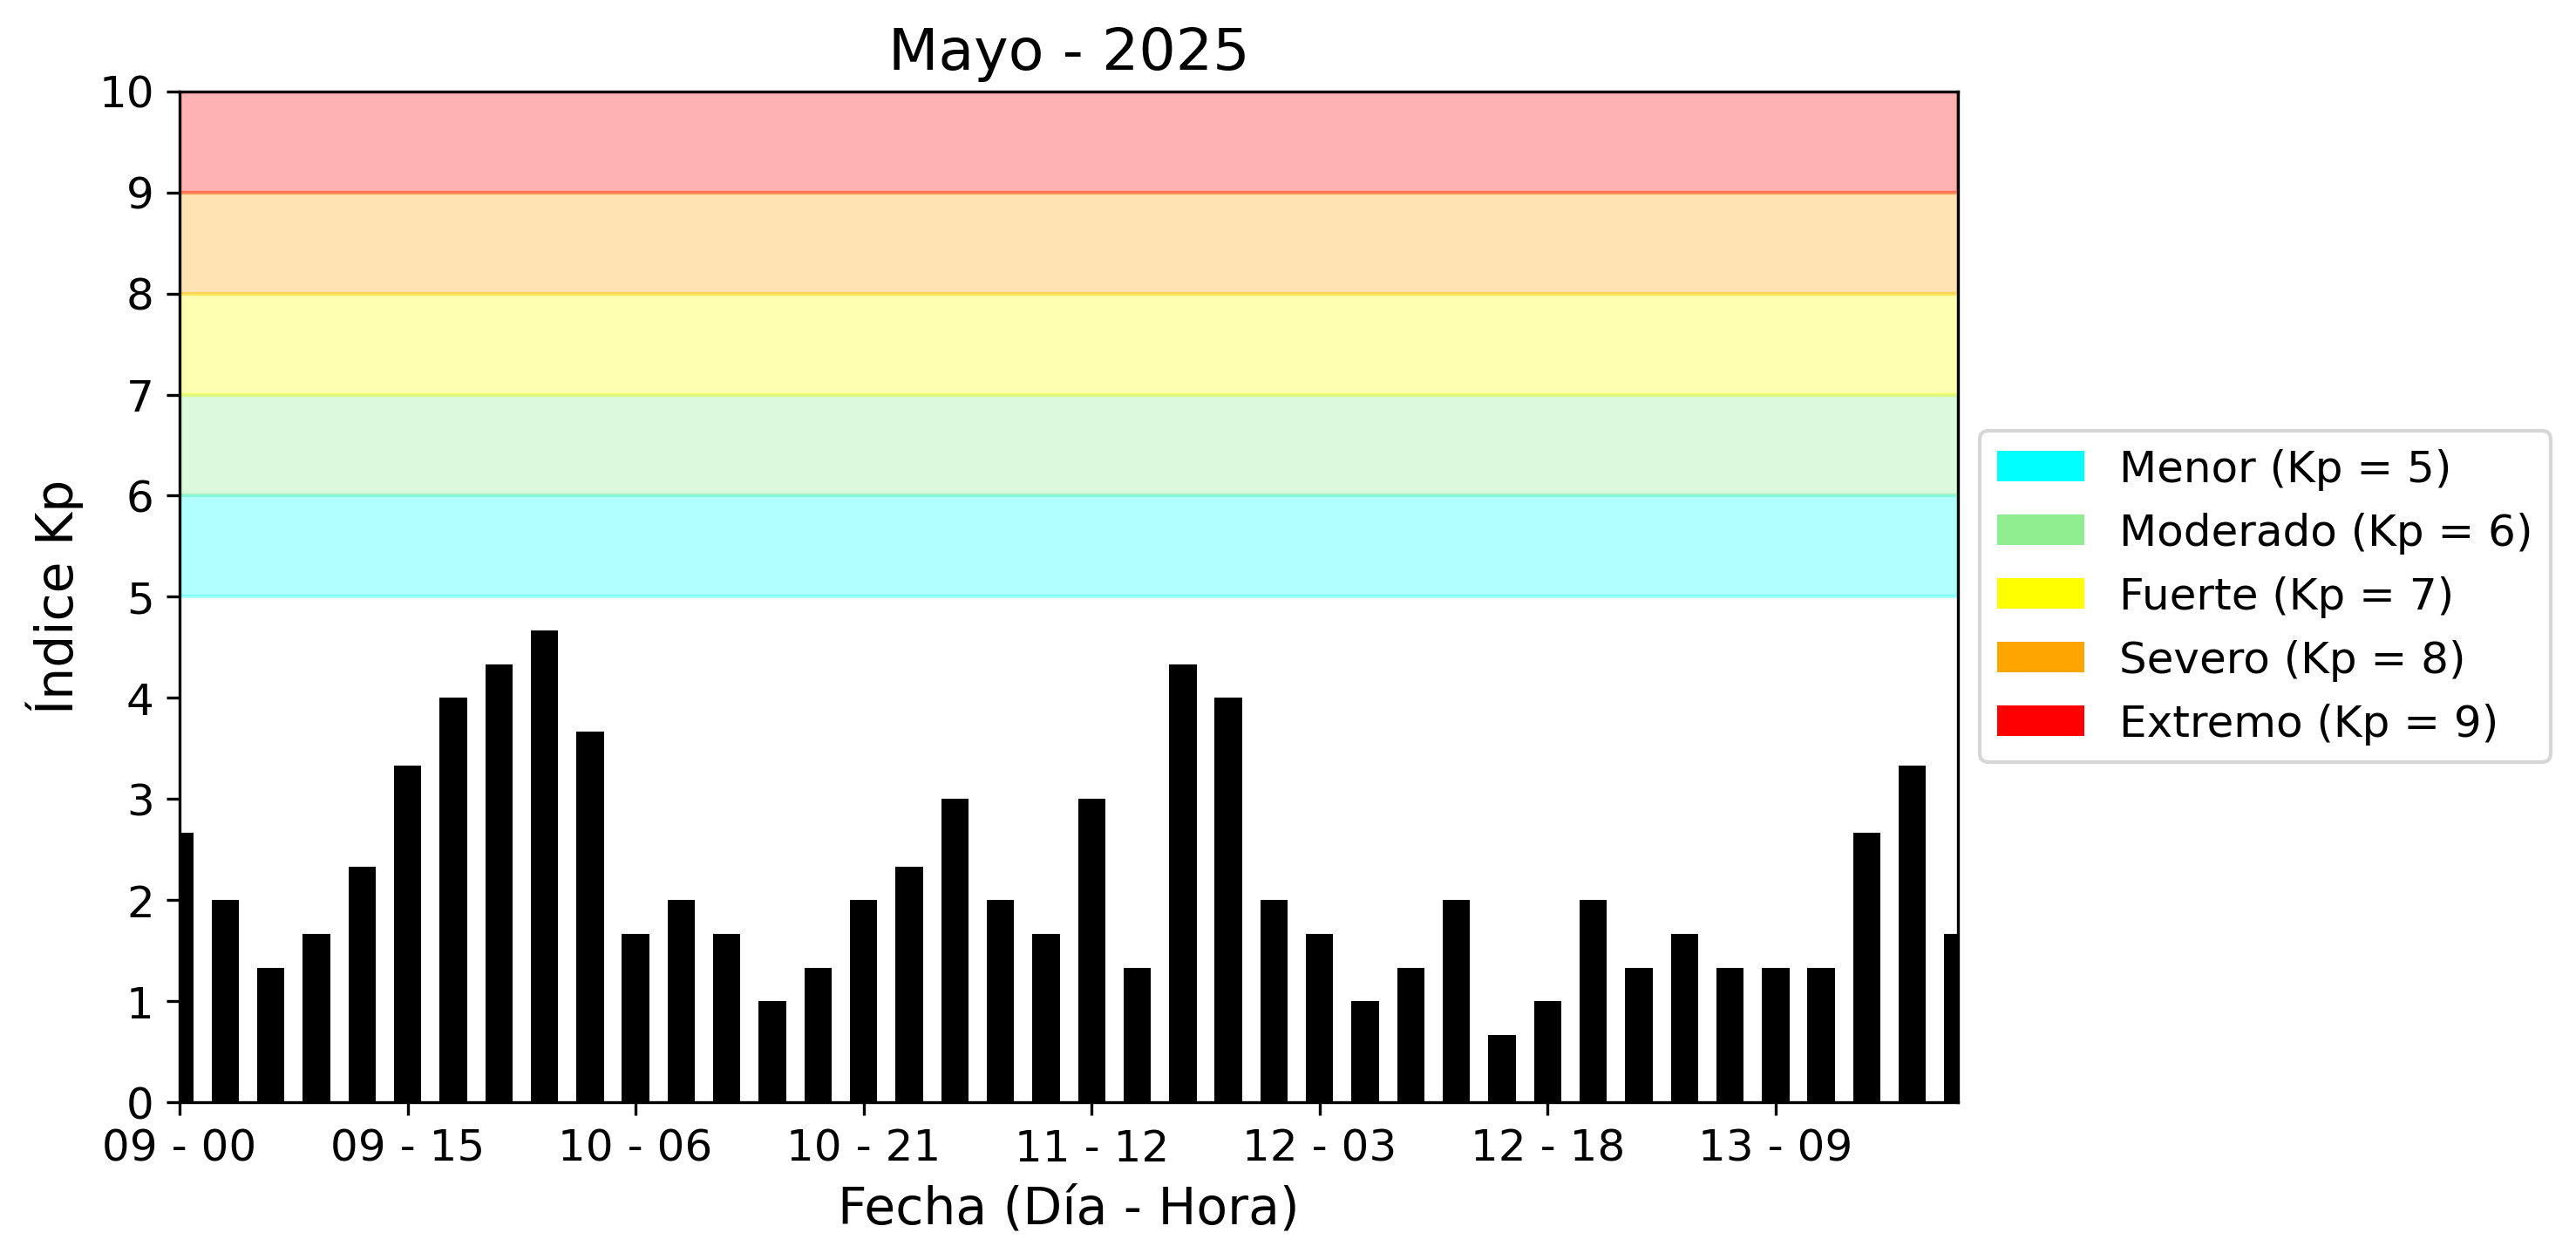 Mayo - 2025
10
9
8
7
6
5
4
3
2
1
0
Índice Kp
09 - 00
09 - 15
10 - 06
10 - 21
11 - 12
12 - 03
12 - 18
13 - 09
Fecha (Día - Hora)
Menor (Kp = 5)
Moderado (Kp = 6)
Fuerte (Kp = 7)
Severo (Kp = 8)
Extremo (Kp = 9)